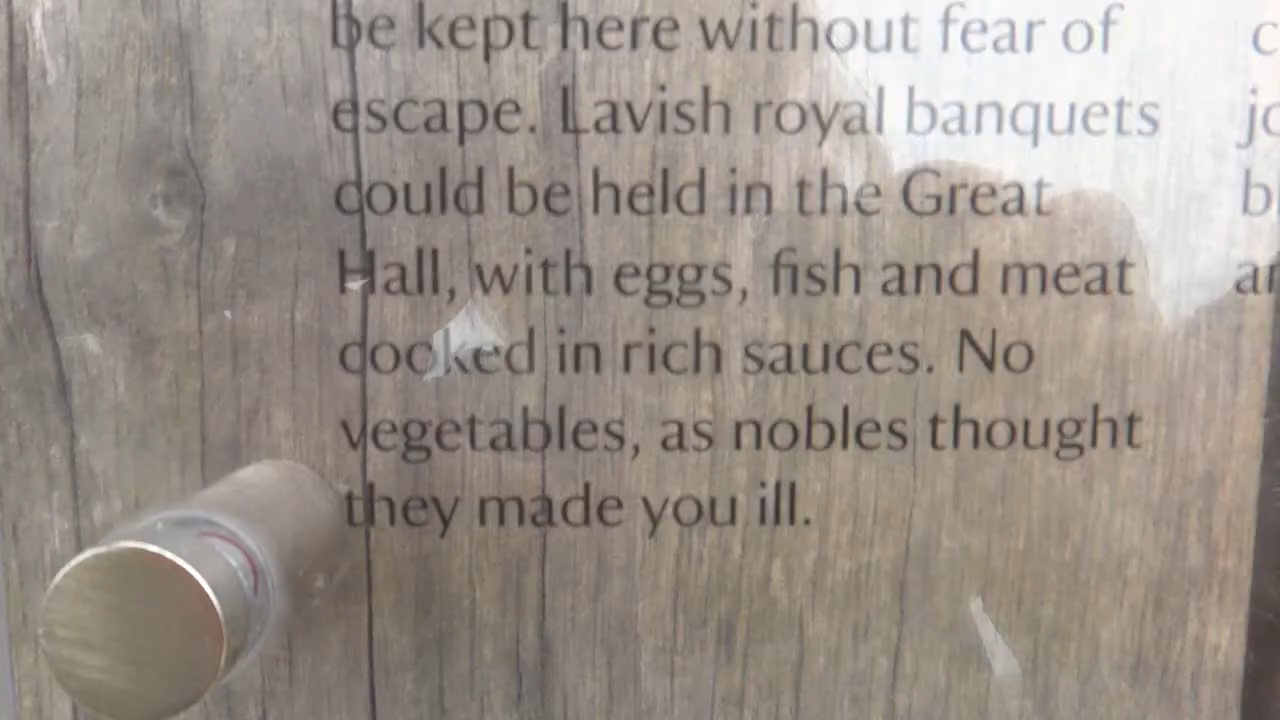 be kept here without fear of
escape. Lavish royal banquets
could be held in the Great
Hall, with eggs, fish and meat
cooked in rich sauces. No
vegetables, as nobles thought
they made you ill.